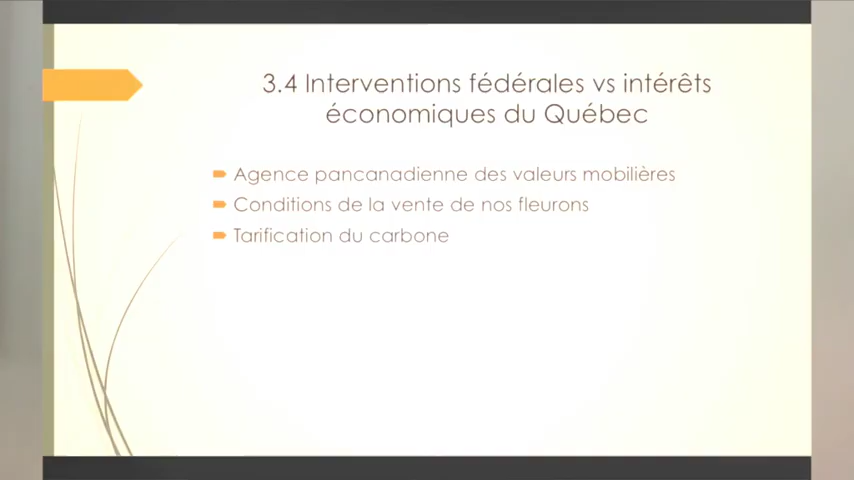 3.4 Interventions fédérales vs intérêts
économiques du Québec
Agence pancanadienne des valeurs mobilières
Conditions de la vente de nos fleurons
Tarification du carbone